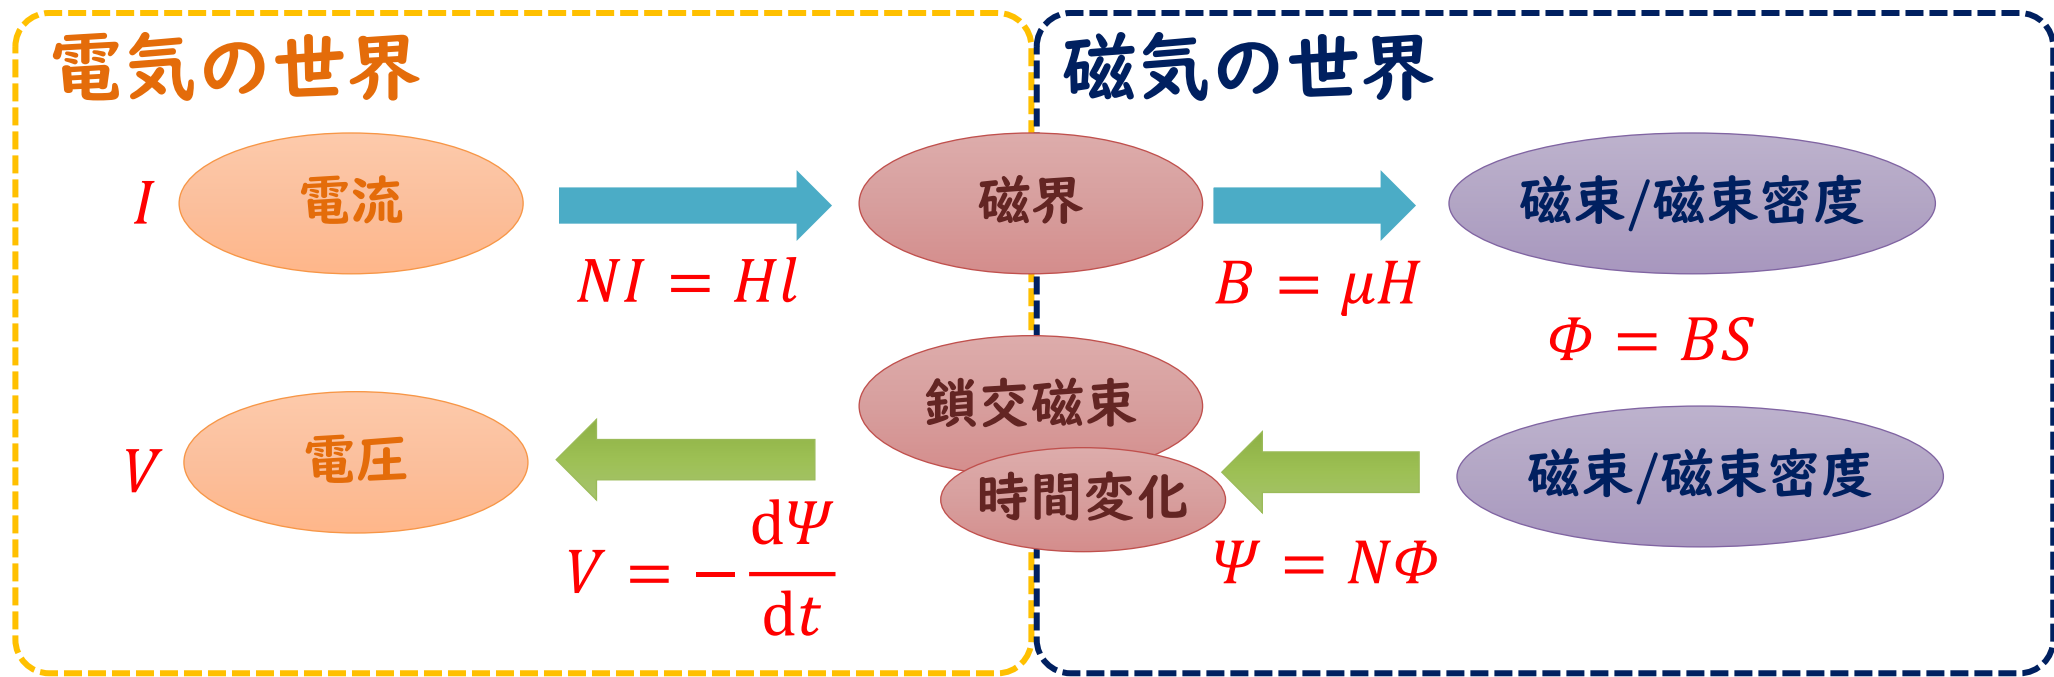 電気の世界
磁気の世界
I
電流
磁界
磁束/磁束密度
NI = Hl
B = μH
Φ = BS
鎖交磁束
時間変化
V
電圧
磁束/磁束密度
V = − dΨ/dt
Ψ = NΦ